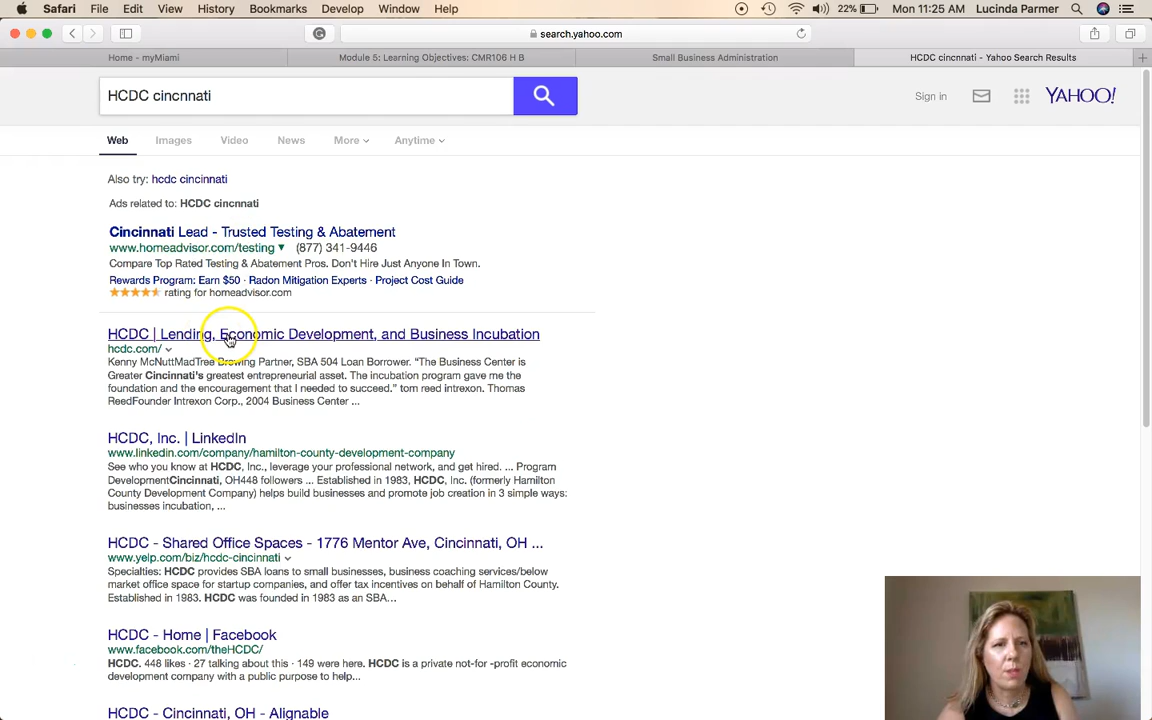 Safari File Edit View History Bookmarks Develop Window Help 22% Mon 11:25 AM Lucinda Parmer
search.yahoo.com
Home - myMiami Module 5: Learning Objectives: CMR106 H B Small Business Administration HCDC cincnnati - Yahoo Search Results
HCDC cincnnati
Sign in YAHOO!
Web Images Video News More Anytime
Also try: hcdc cincinnati
Ads related to: HCDC cincnnati
Cincinnati Lead - Trusted Testing & Abatement
www.homeadvisor.com/testing (877) 341-9446
Compare Top Rated Testing & Abatement Pros. Don't Hire Just Anyone In Town.
Rewards Program: Earn $50 · Radon Mitigation Experts · Project Cost Guide
rating for homeadvisor.com
HCDC | Lending, Economic Development, and Business Incubation
hcdc.com/
Kenny McNuttMadTree Brewing Partner, SBA 504 Loan Borrower. “The Business Center is
Greater Cincinnati's greatest entrepreneurial asset. The incubation program gave me the
foundation and the encouragement that I needed to succeed.” tom reed intrexon. Thomas
ReedFounder Intrexon Corp., 2004 Business Center ...
HCDC, Inc. | LinkedIn
www.linkedin.com/company/hamilton-county-development-company
See who you know at HCDC, Inc., leverage your professional network, and get hired. ... Program
DevelopmentCincinnati, OH448 followers ... Established in 1983, HCDC, Inc. (formerly Hamilton
County Development Company) helps build businesses and promote job creation in 3 simple ways:
businesses incubation, ...
HCDC - Shared Office Spaces - 1776 Mentor Ave, Cincinnati, OH ...
www.yelp.com/biz/hcdc-cincinnati
Specialties: HCDC provides SBA loans to small businesses, business coaching services/below
market office space for startup companies, and offer tax incentives on behalf of Hamilton County.
Established in 1983. HCDC was founded in 1983 as an SBA...
HCDC - Home | Facebook
www.facebook.com/theHCDC/
HCDC. 448 likes · 27 talking about this · 149 were here. HCDC is a private not-for -profit economic
development company with a public purpose to help...
HCDC - Cincinnati, OH - Alignable